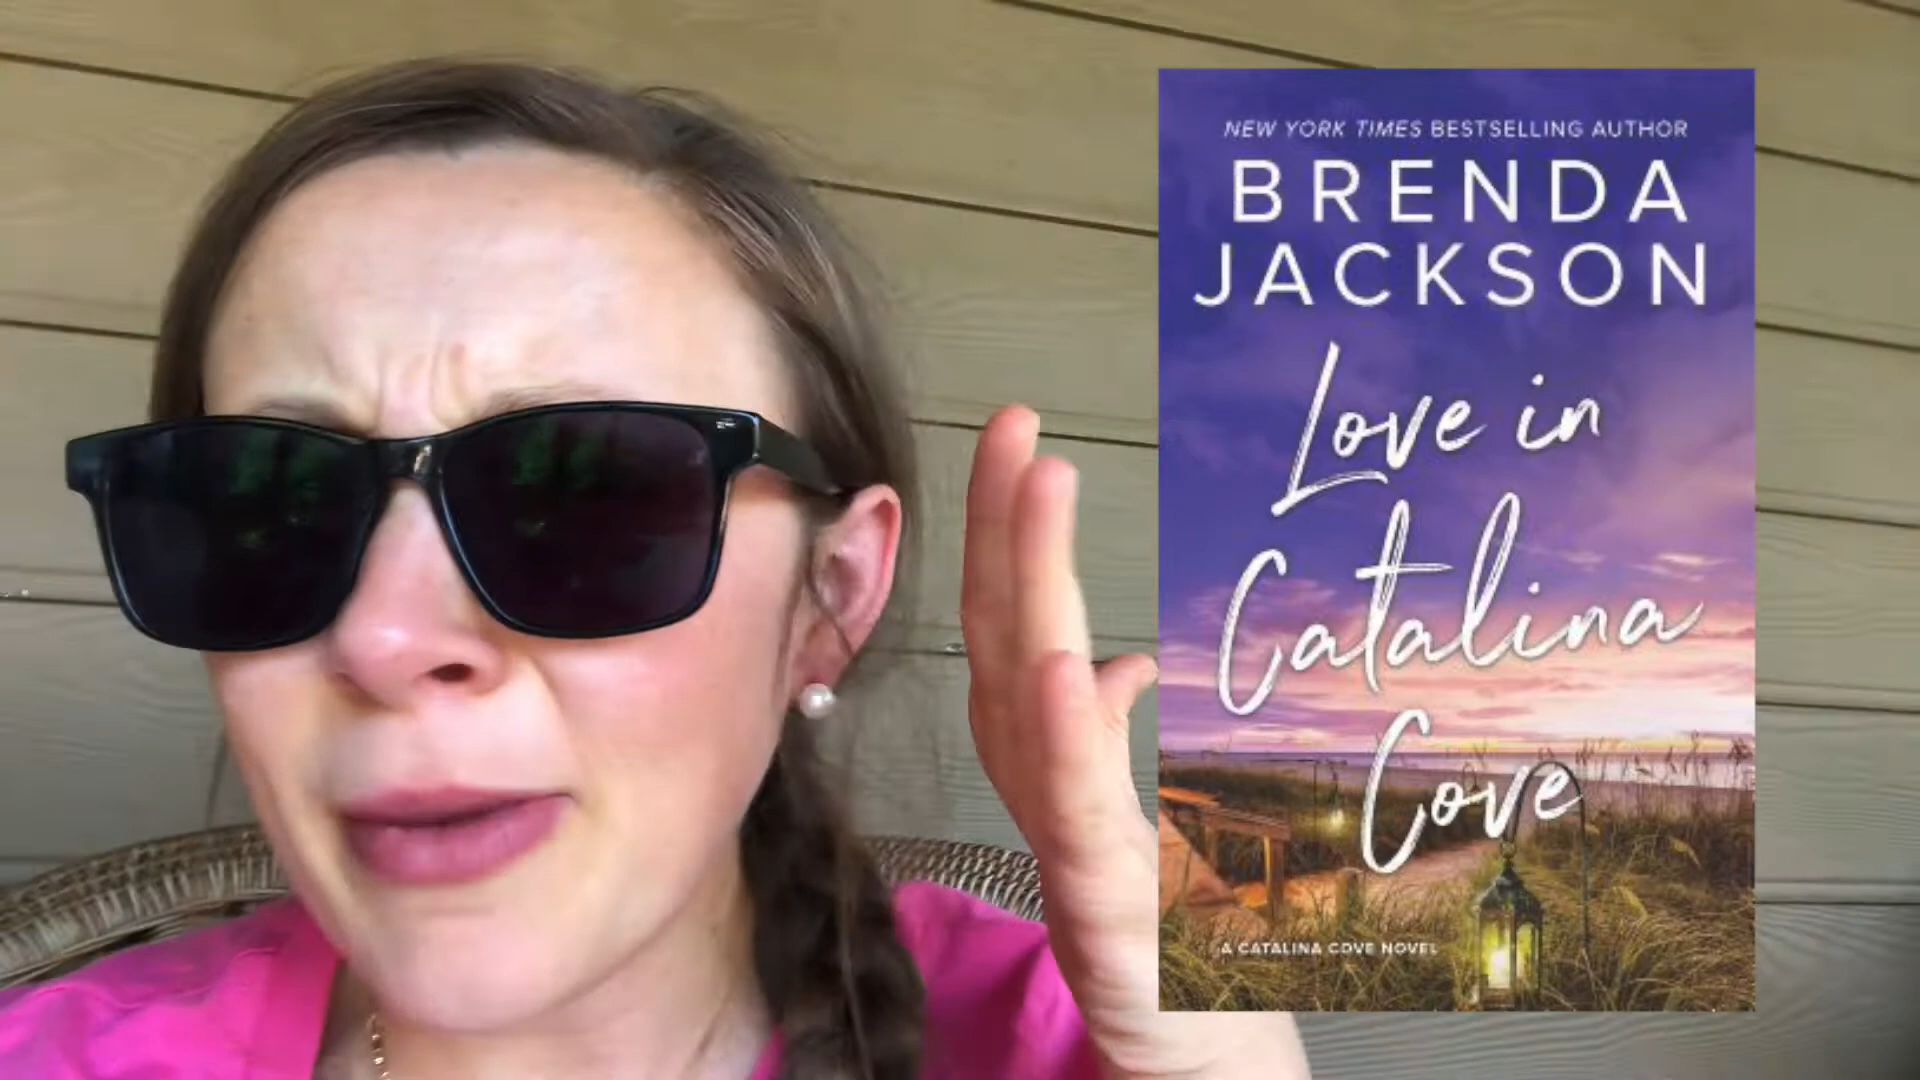 NEW YORK TIMES BESTSELLING AUTHOR
BRENDA
JACKSON
Love in
Catalina
Cove
A CATALINA COVE NOVEL